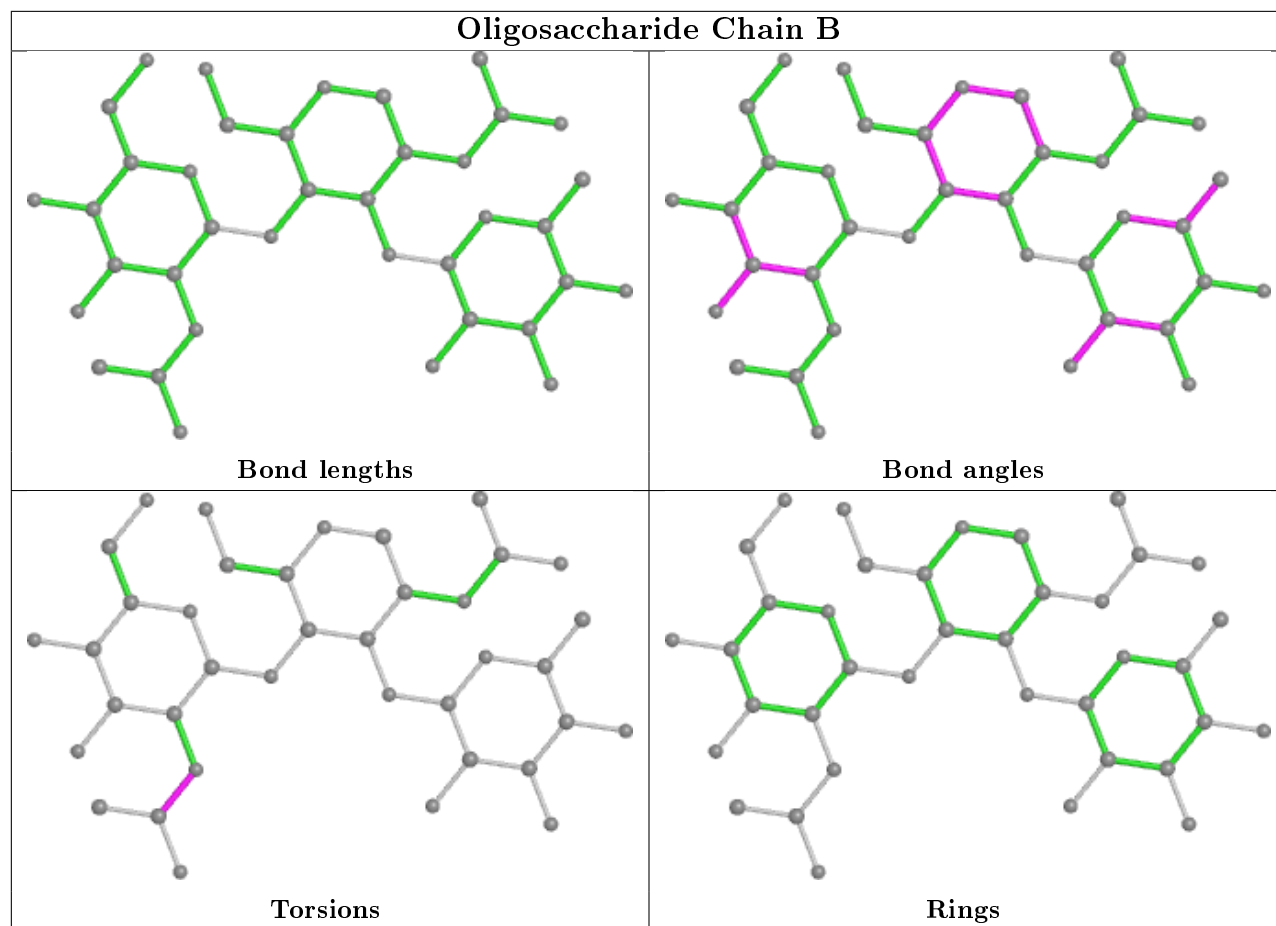 Oligosaccharide Chain B
Bond lengths
Bond angles
Torsions
Rings